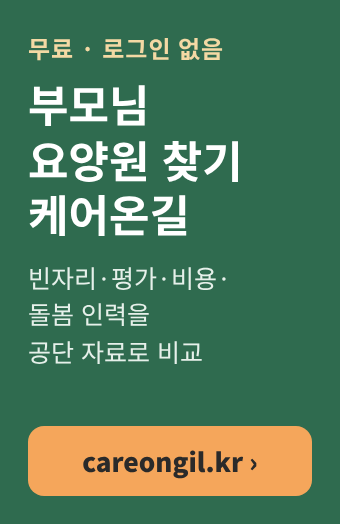 무료 · 로그인 없음
부모님
요양원 찾기
케어온길
빈자리·평가·비용·
돌봄 인력을
공단 자료로 비교
careongil.kr ›